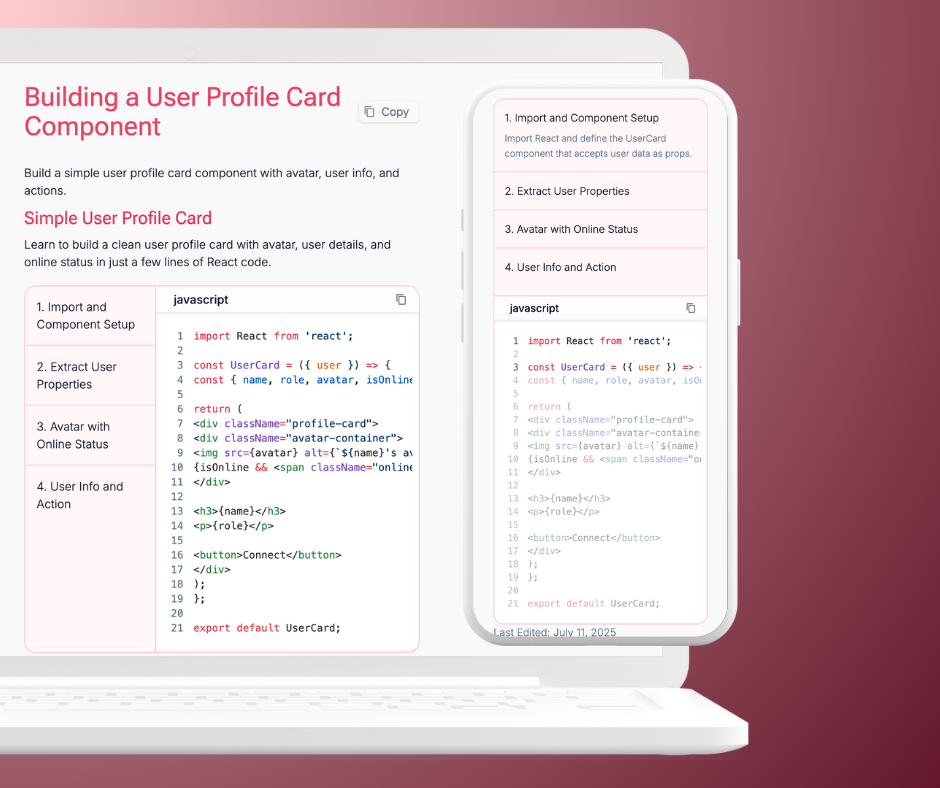 Building a User Profile Card
Component
Copy
Build a simple user profile card component with avatar, user info, and
actions.
Simple User Profile Card
Learn to build a clean user profile card with avatar, user details, and
online status in just a few lines of React code.
1. Import and
Component Setup
2. Extract User
Properties
3. Avatar with
Online Status
4. User Info and
Action
javascript
1 import React from 'react';
2
3 const UserCard = ({ user }) => {
4 const { name, role, avatar, isOnline
5
6 return (
7 <div className="profile-card">
8 <div className="avatar-container">
9 <img src={avatar} alt={`${name}'s av
10 {isOnline && <span className="online
11 </div>
12
13 <h3>{name}</h3>
14 <p>{role}</p>
15
16 <button>Connect</button>
17 </div>
18 );
19 };
20
21 export default UserCard;
1. Import and Component Setup
Import React and define the UserCard
component that accepts user data as props.
2. Extract User Properties
3. Avatar with Online Status
4. User Info and Action
javascript
1 import React from 'react';
2
3 const UserCard = ({ user }) =>
4 const { name, role, avatar, isOn
5
6 return (
7 <div className="profile-card">
8 <div className="avatar-containe
9 <img src={avatar} alt={`${name}
10 {isOnline && <span className="on
11 </div>
12
13 <h3>{name}</h3>
14 <p>{role}</p>
15
16 <button>Connect</button>
17 </div>
18 );
19 };
20
21 export default UserCard;
Last Edited: July 11, 2025